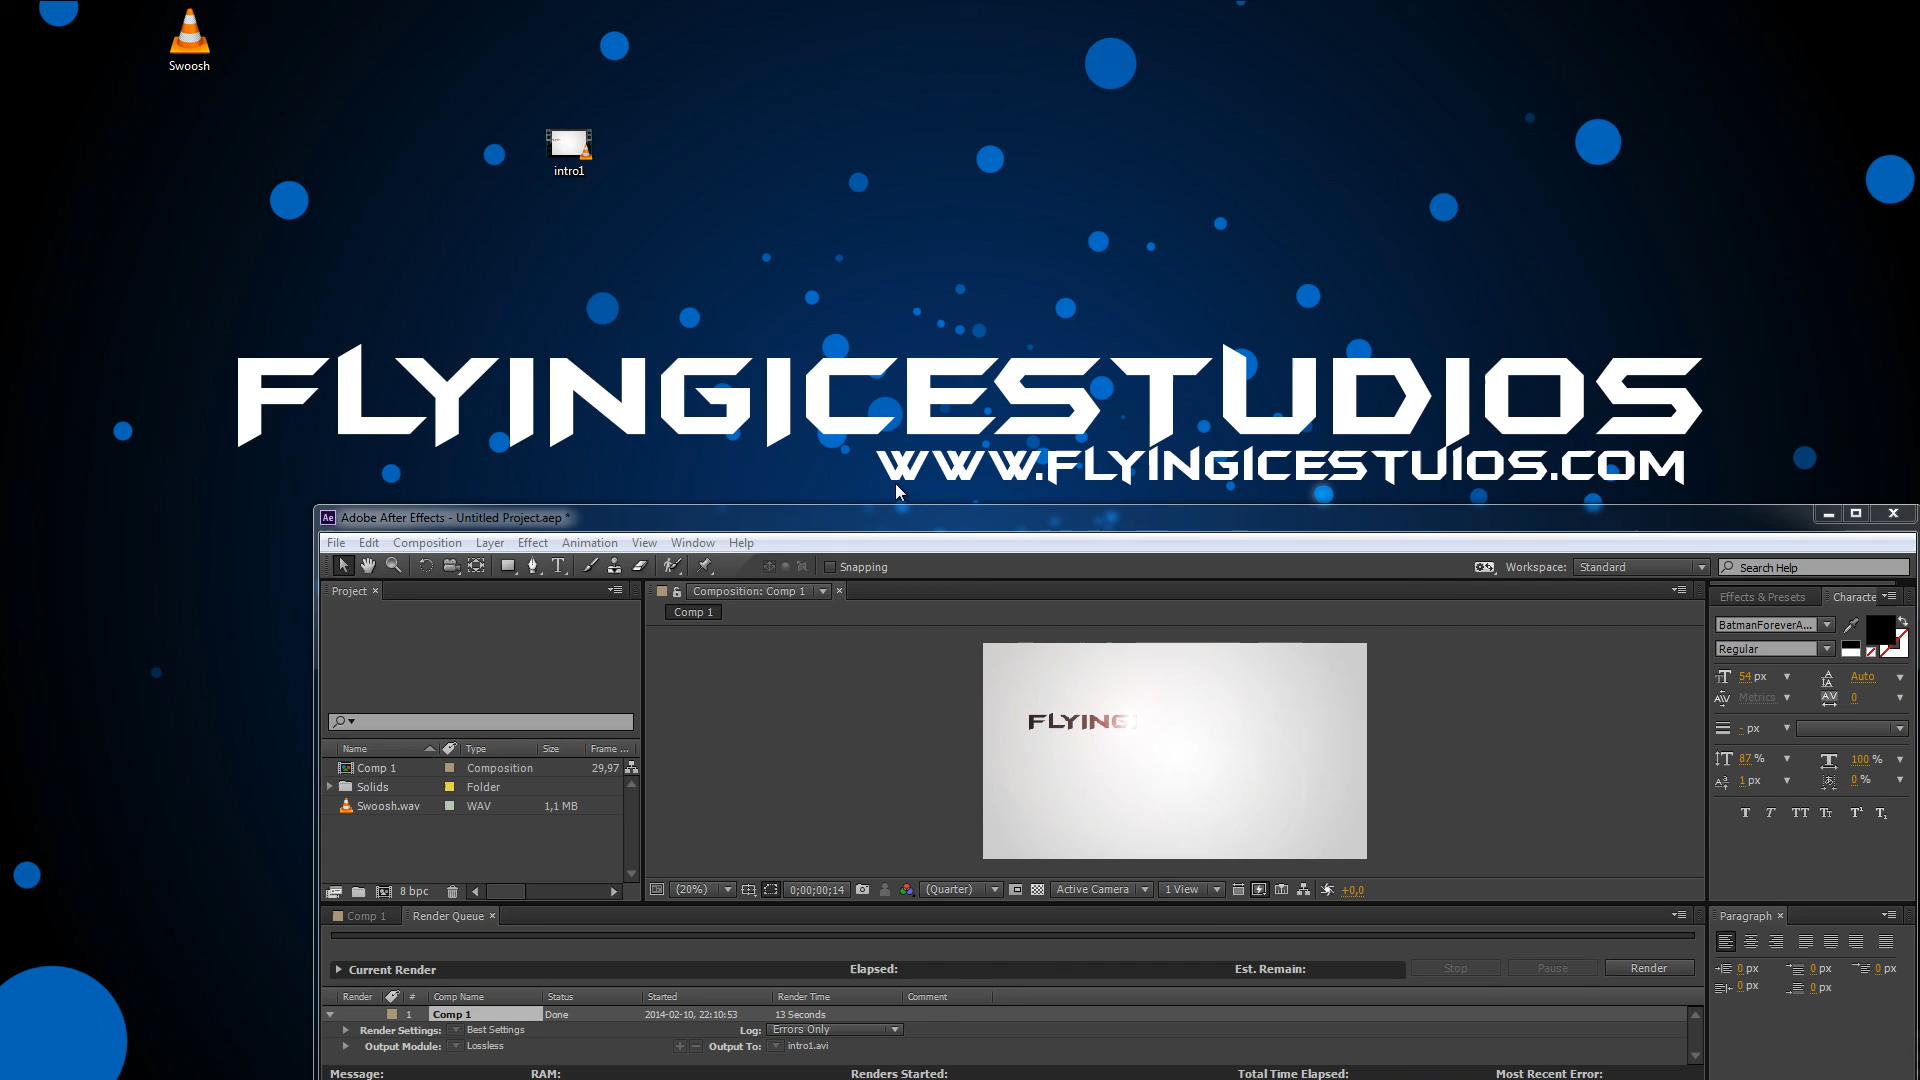 Swoosh
intro1
FLYINGICESTUDIOS
WWW.FLYINGICESTUIOS.COM
Ae Adobe After Effects - Untitled Project.aep *
File Edit Composition Layer Effect Animation View Window Help
Snapping Workspace: Standard Search Help
Project Composition: Comp 1 Effects & Presets Characte
Comp 1
BatmanForeverA...
Regular
54 px Auto
Metrics 0
FLYING
- px
Name Type Size Frame ...
87 % 100 %
Comp 1 Composition 29,97
1 px 0 %
Solids Folder
Swoosh.wav WAV 1,1 MB
8 bpc (20%) 0;00;00;14 (Quarter) Active Camera 1 View +0,0
Comp 1 Render Queue Paragraph
Current Render Elapsed: Est. Remain: Stop Pause Render
0 px 0 px 0 px
0 px 0 px
Render # Comp Name Status Started Render Time Comment
1 Comp 1 Done 2014-02-10, 22:10:53 13 Seconds
Render Settings: Best Settings Log: Errors Only
Output Module: Lossless + − Output To: intro1.avi
Message: RAM: Renders Started: Total Time Elapsed: Most Recent Error: